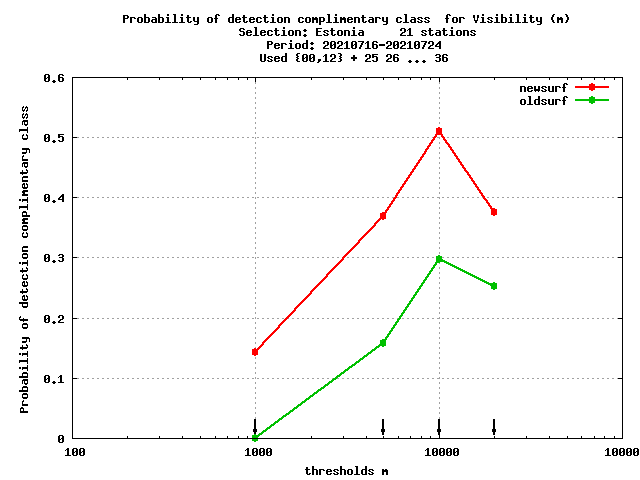 Probability of detection complimentary class  for Visibility (m)
Selection: Estonia     21 stations
Period: 20210716-20210724
Used {00,12} + 25 26 ... 36
newsurf
oldsurf
Probability of detection complimentary class
0.6
0.5
0.4
0.3
0.2
0.1
0
100 1000 10000 10000
thresholds m